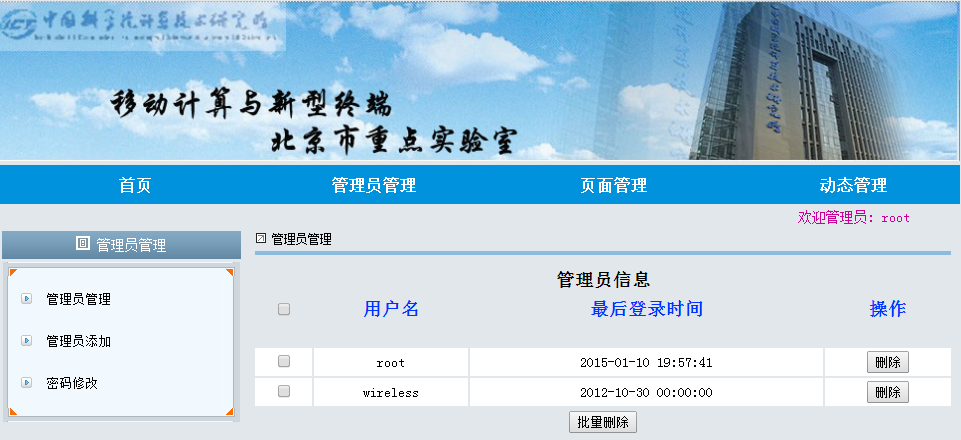 中国科学院计算技术研究所
移动计算与新型终端
北京市重点实验室
首页 管理员管理 页面管理 动态管理
欢迎管理员：root
管理员管理
管理员管理
管理员添加
密码修改
管理员管理
管理员信息
用户名 最后登录时间 操作
root 2015-01-10 19:57:41 删除
wireless 2012-10-30 00:00:00 删除
批量删除